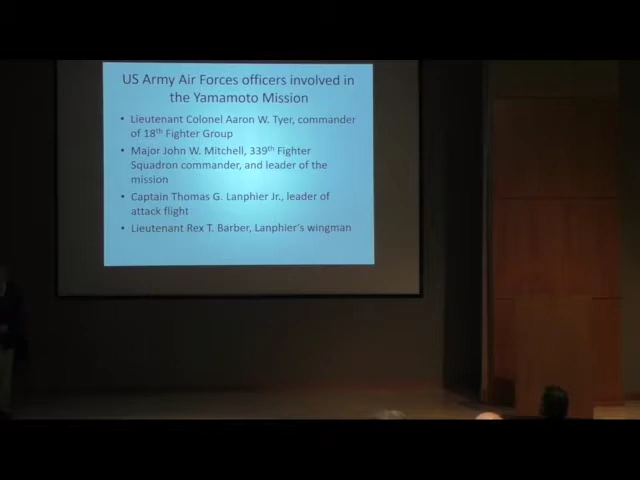 US Army Air Forces officers involved in
the Yamamoto Mission
• Lieutenant Colonel Aaron W. Tyer, commander
of 18th Fighter Group
• Major John W. Mitchell, 339th Fighter
Squadron commander, and leader of the
mission
• Captain Thomas G. Lanphier Jr., leader of
attack flight
• Lieutenant Rex T. Barber, Lanphier's wingman